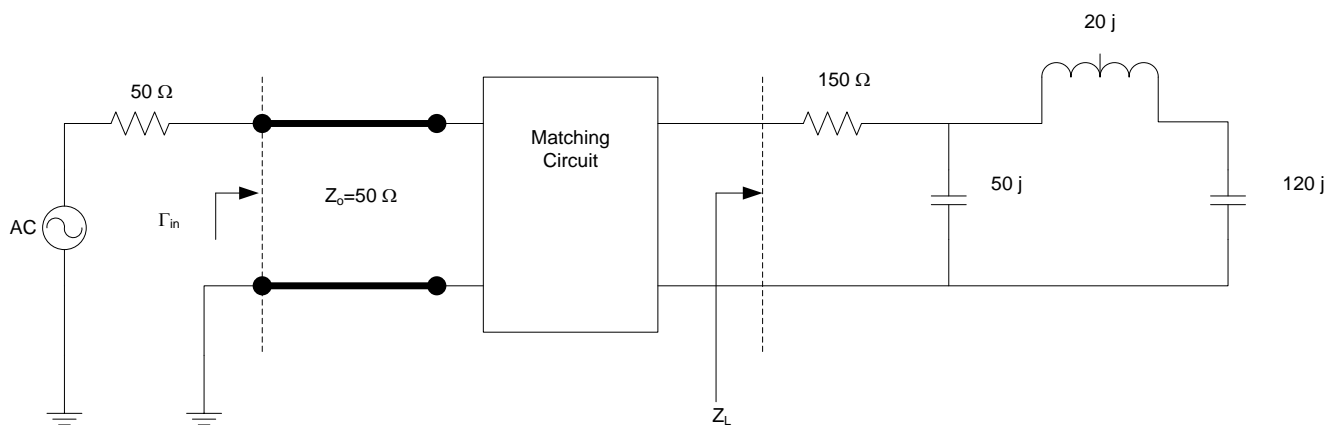 20 j
150 Ω
50 Ω
Matching
Circuit
50 j
120 j
Zo=50 Ω
Γin
AC
ZL